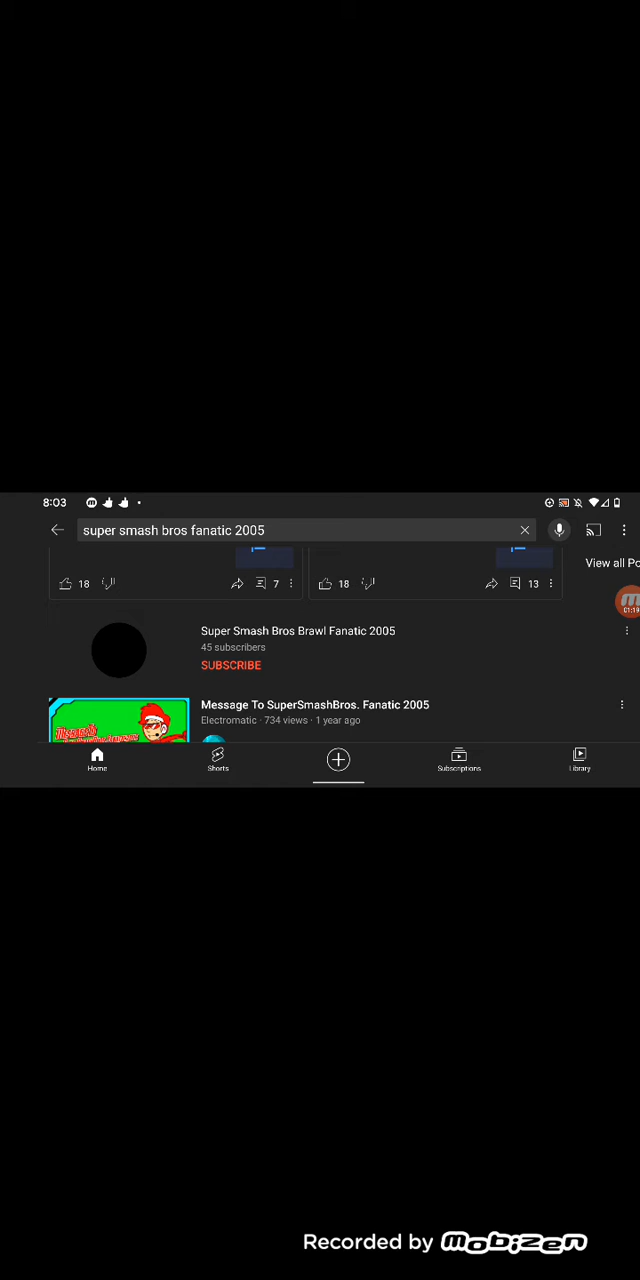 8:03
super smash bros fanatic 2005
View all Po
18
7
18
13
01:19
Super Smash Bros Brawl Fanatic 2005
45 subscribers
SUBSCRIBE
Message To SuperSmashBros. Fanatic 2005
Electromatic · 734 views · 1 year ago
Home
Shorts
Subscriptions
Library
Recorded by mobizen